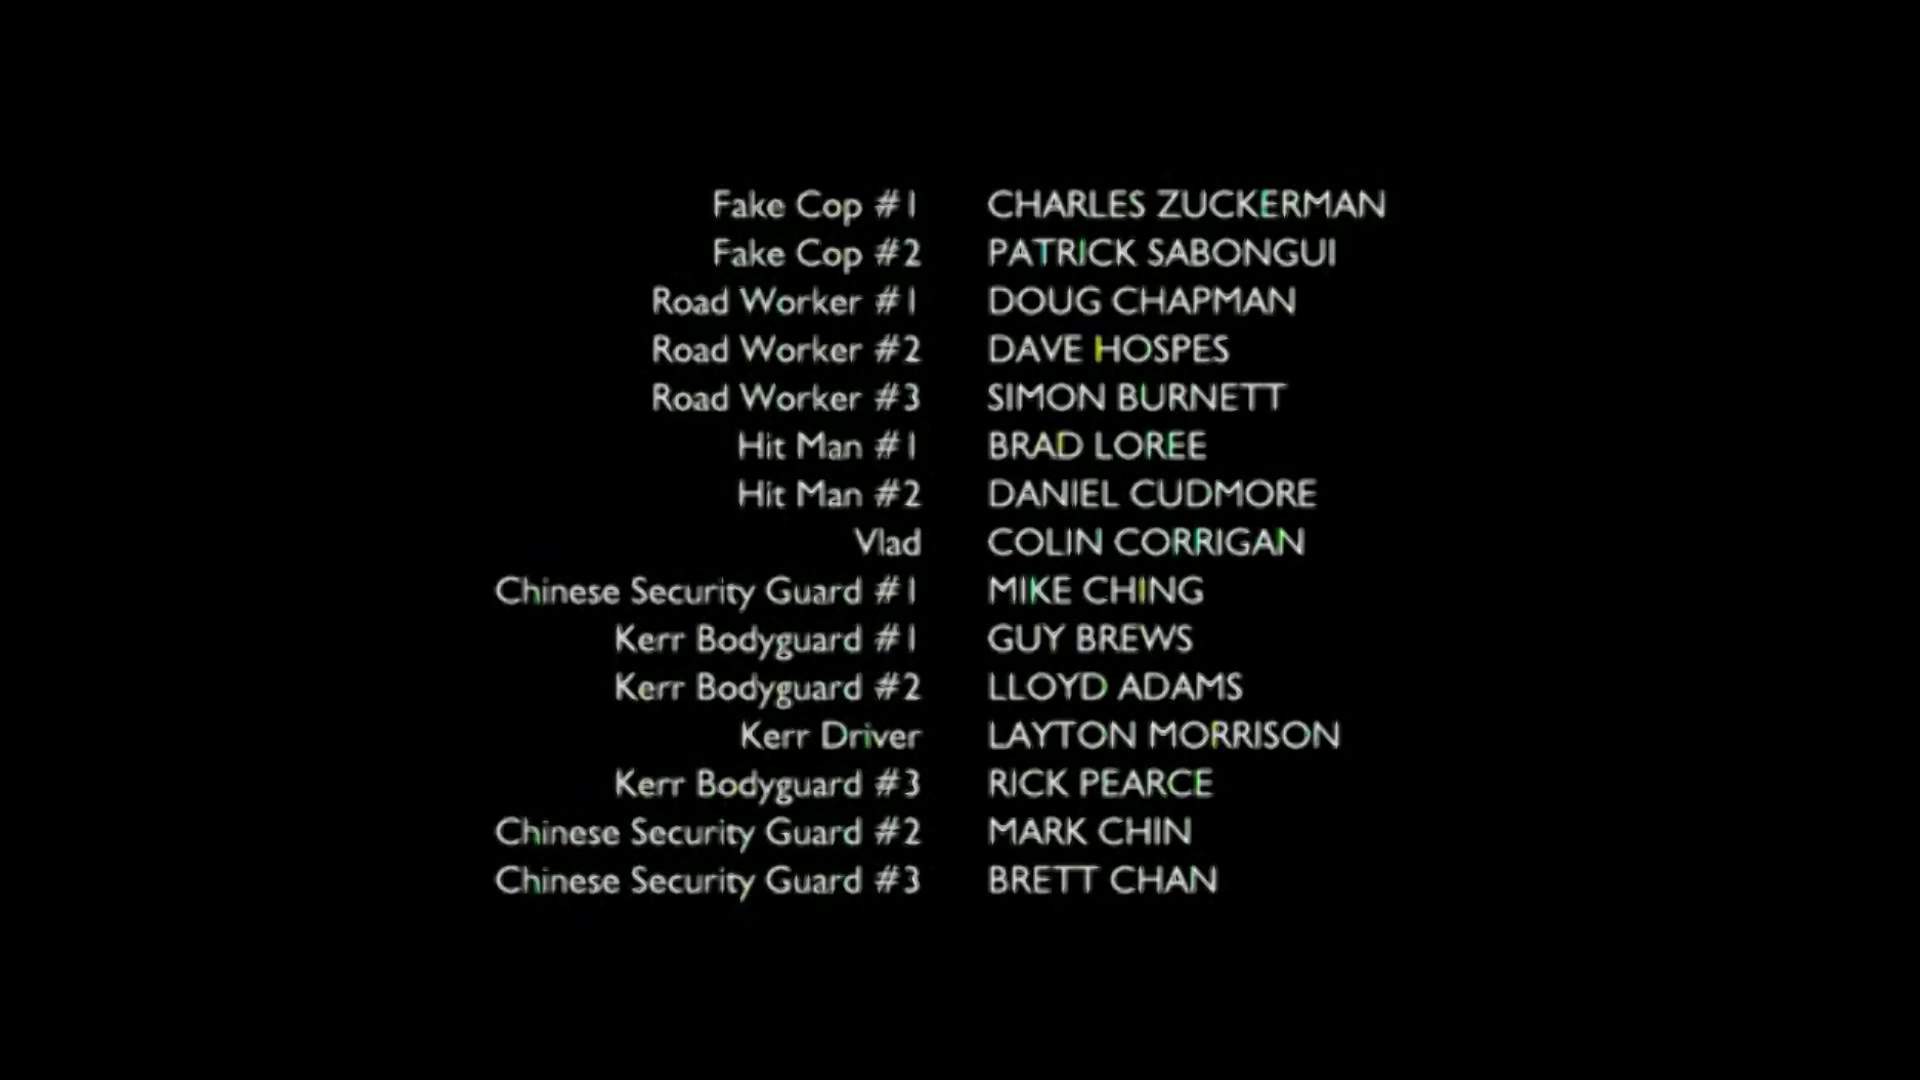 Fake Cop #1 CHARLES ZUCKERMAN
Fake Cop #2 PATRICK SABONGUI
Road Worker #1 DOUG CHAPMAN
Road Worker #2 DAVE HOSPES
Road Worker #3 SIMON BURNETT
Hit Man #1 BRAD LOREE
Hit Man #2 DANIEL CUDMORE
Vlad COLIN CORRIGAN
Chinese Security Guard #1 MIKE CHING
Kerr Bodyguard #1 GUY BREWS
Kerr Bodyguard #2 LLOYD ADAMS
Kerr Driver LAYTON MORRISON
Kerr Bodyguard #3 RICK PEARCE
Chinese Security Guard #2 MARK CHIN
Chinese Security Guard #3 BRETT CHAN